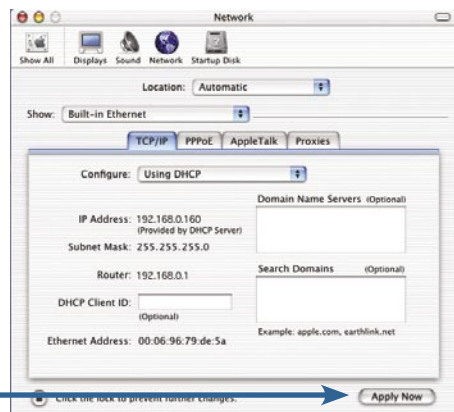 Network
Show All Displays Sound Network Startup Disk
Location: Automatic
Show: Built-in Ethernet
TCP/IP PPPoE AppleTalk Proxies
Configure: Using DHCP
Domain Name Servers (Optional)
IP Address: 192.168.0.160
(Provided by DHCP Server)
Subnet Mask: 255.255.255.0
Router: 192.168.0.1
Search Domains (Optional)
DHCP Client ID:
(Optional)
Example: apple.com, earthlink.net
Ethernet Address: 00:06:96:79:de:5a
Click the lock to prevent further changes.
Apply Now